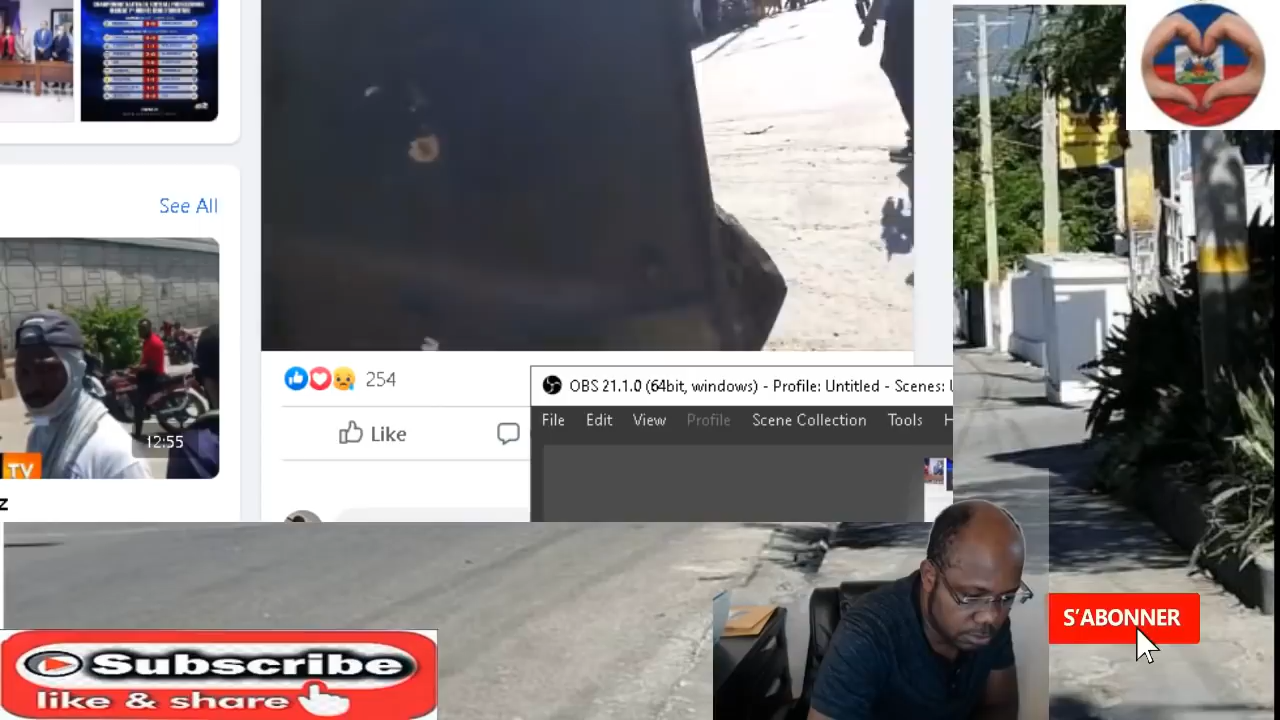 See All
12:55
TV
z
254
Like
OBS 21.1.0 (64bit, windows) - Profile: Untitled - Scenes:
File Edit View Profile Scene Collection Tools H
S'ABONNER
Subscribe
like & share